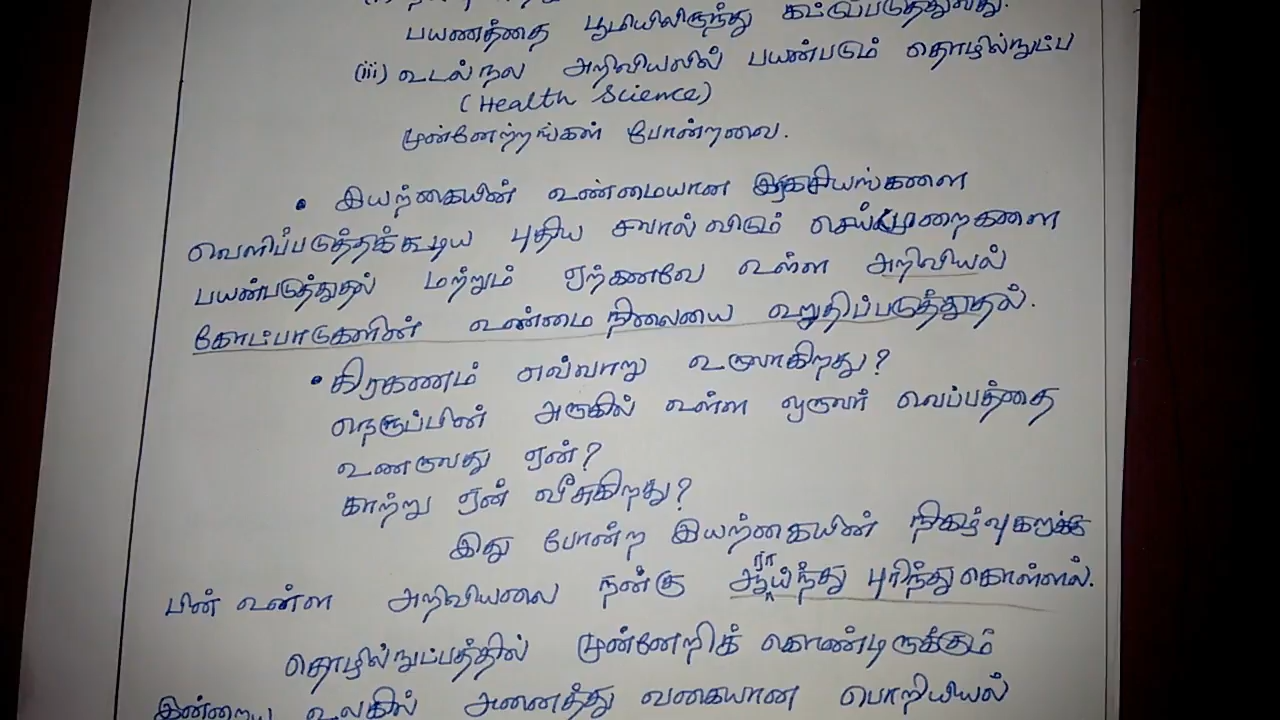 பயணத்தை பூமியிலிருந்து கட்டுப்படுத்துவது.
(iii) உடல் நல அறிவியலில் பயன்படும் தொழில்நுட்ப
(Health Science)
முன்னேற்றங்கள் போன்றவை.
• இயற்கையின் உண்மையான இரகசியங்களை
வெளிப்படுத்தக்கூடிய புதிய சவால் விடும் செய்முறைகளை
பயன்படுத்துதல் மற்றும் ஏற்கனவே உள்ள அறிவியல்
கோட்பாடுகளின் உண்மை நிலையை உறுதிப்படுத்துதல்.
• கிரகணம் எவ்வாறு உருவாகிறது?
நெருப்பின் அருகில் உள்ள ஒருவர் வெப்பத்தை
உணருவது ஏன்?
காற்று ஏன் வீசுகிறது?
இது போன்ற இயற்கையின் நிகழ்வுகளுக்கு
பின் உள்ள அறிவியலை நன்கு ஆராய்ந்து புரிந்து கொள்ளல்.
தொழில்நுட்பத்தில் முன்னேறிக் கொண்டிருக்கும்
இன்றைய உலகில் அனைத்து வகையான பொறியியல்